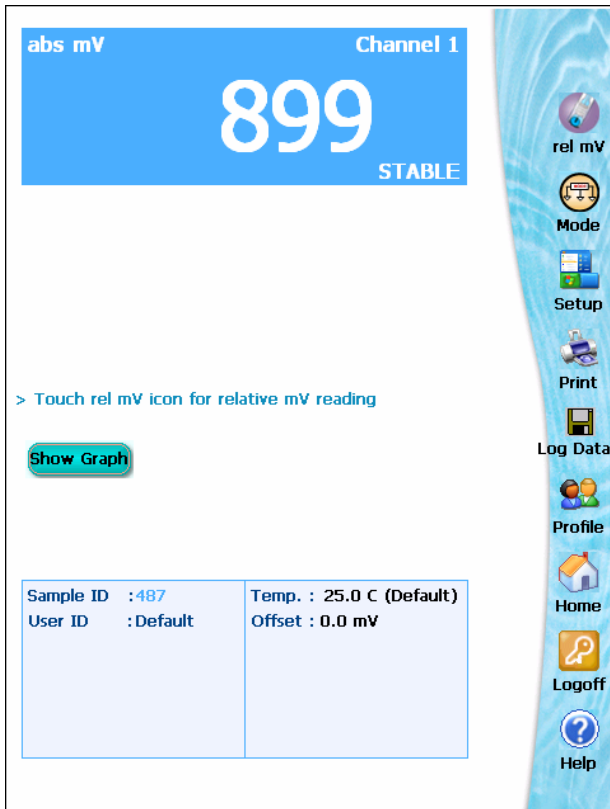 abs mV Channel 1
899
STABLE
rel mV
Mode
Setup
Print
> Touch rel mV icon for relative mV reading
Log Data
Show Graph
Profile
Sample ID :487 Temp. : 25.0 C (Default)
User ID :Default Offset : 0.0 mV
Home
Logoff
Help